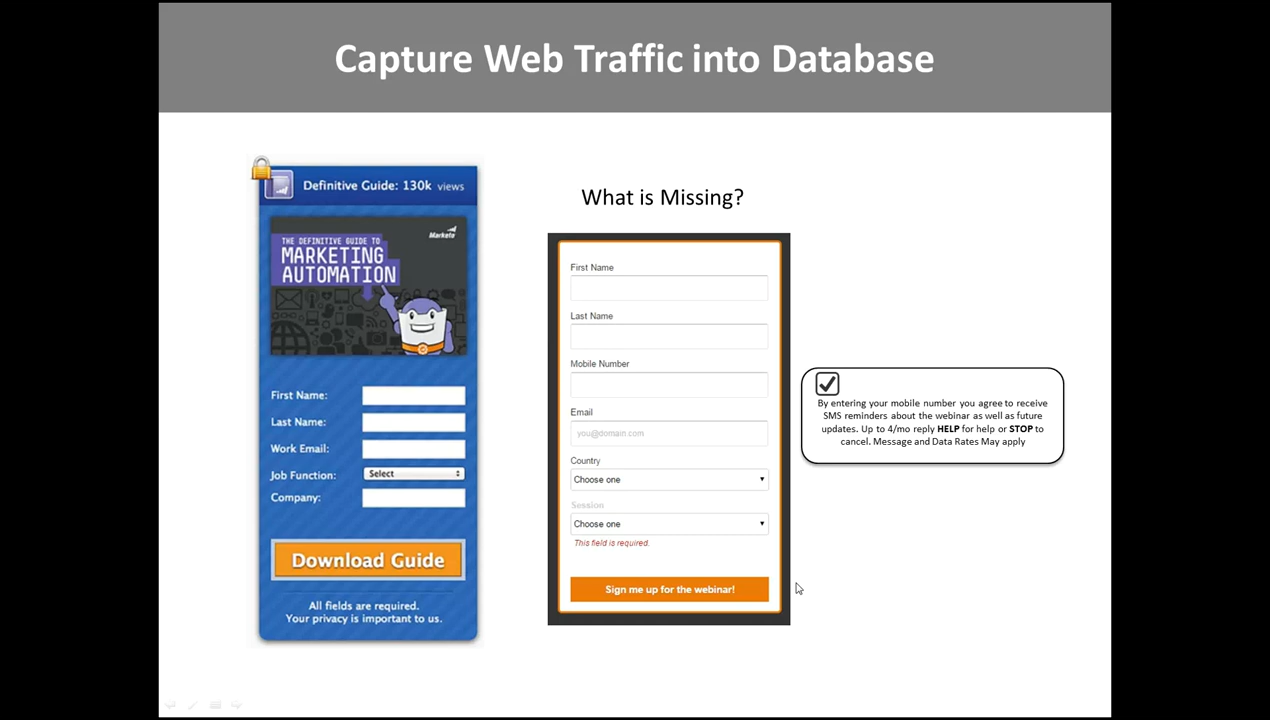 Capture Web Traffic into Database
Definitive Guide: 130k views
Marketo
THE DEFINITIVE GUIDE TO
MARKETING
AUTOMATION
First Name:
Last Name:
Work Email:
Job Function:
Select
Company:
Download Guide
All fields are required.
Your privacy is important to us.
What is Missing?
First Name
Last Name
Mobile Number
Email
you@domain.com
Country
Choose one
Session
Choose one
This field is required.
Sign me up for the webinar!
By entering your mobile number you agree to receive
SMS reminders about the webinar as well as future
updates. Up to 4/mo reply HELP for help or STOP to
cancel. Message and Data Rates May apply